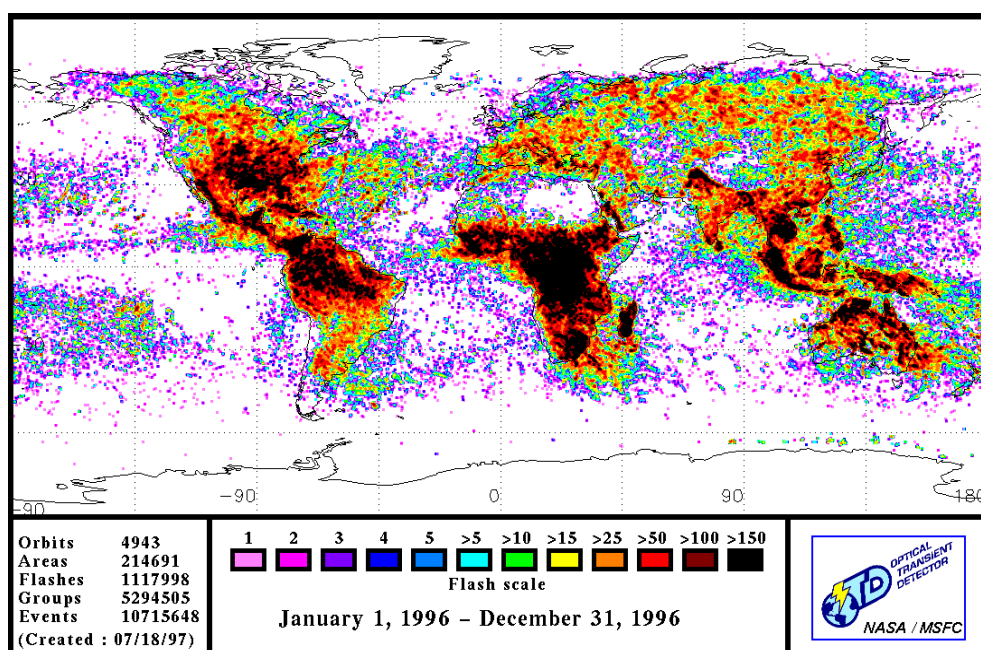 -90
-90
0
90
180
Orbits 4943
Areas 214691
Flashes 1117998
Groups 5294505
Events 10715648
(Created : 07/18/97)
1 2 3 4 5 >5 >10 >15 >25 >50 >100 >150
Flash scale
January 1, 1996 – December 31, 1996
OTD
OPTICAL
TRANSIENT
DETECTOR
NASA / MSFC